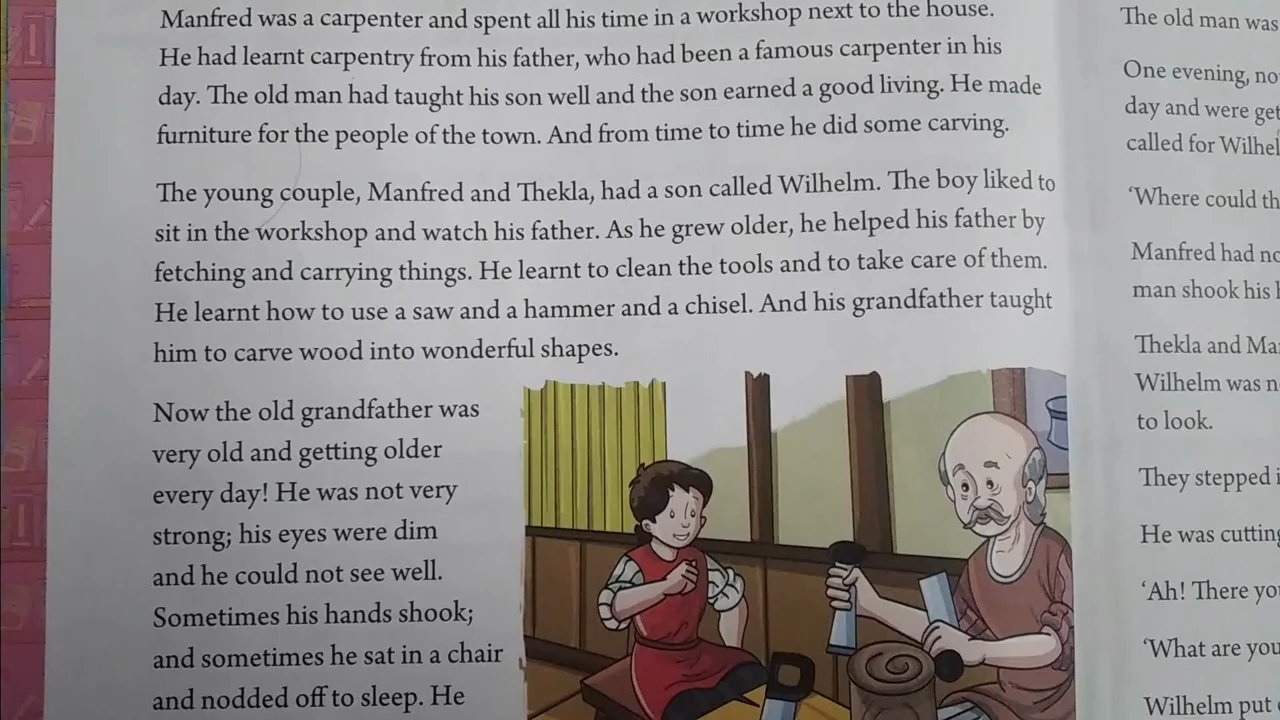 Manfred was a carpenter and spent all his time in a workshop next to the house.
He had learnt carpentry from his father, who had been a famous carpenter in his
day. The old man had taught his son well and the son earned a good living. He made
furniture for the people of the town. And from time to time he did some carving.
The young couple, Manfred and Thekla, had a son called Wilhelm. The boy liked to
sit in the workshop and watch his father. As he grew older, he helped his father by
fetching and carrying things. He learnt to clean the tools and to take care of them.
He learnt how to use a saw and a hammer and a chisel. And his grandfather taught
him to carve wood into wonderful shapes.
Now the old grandfather was
very old and getting older
every day! He was not very
strong; his eyes were dim
and he could not see well.
Sometimes his hands shook;
and sometimes he sat in a chair
and nodded off to sleep. He
The old man was
One evening,
day and were
called for
‘Where could
Manfred had
man shook his
Thekla and
Wilhelm was
to look.
They stepped
He was
‘Ah! There
‘What are you
Wilhelm put